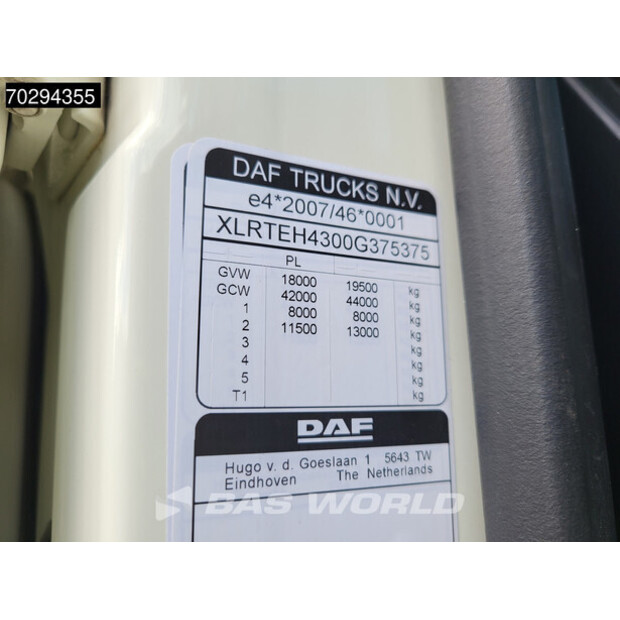 70294355
DAF TRUCKS N.V.
e4*2007/46*0001
XLRTEH4300G375375
PL
GVW 18000 19500 kg
GCW 42000 44000 kg
1 8000 8000 kg
2 11500 13000 kg
3 kg
4 kg
5 kg
T1 kg
DAF
Hugo v. d. Goeslaan 1 5643 TW
Eindhoven The Netherlands
BAS WORLD